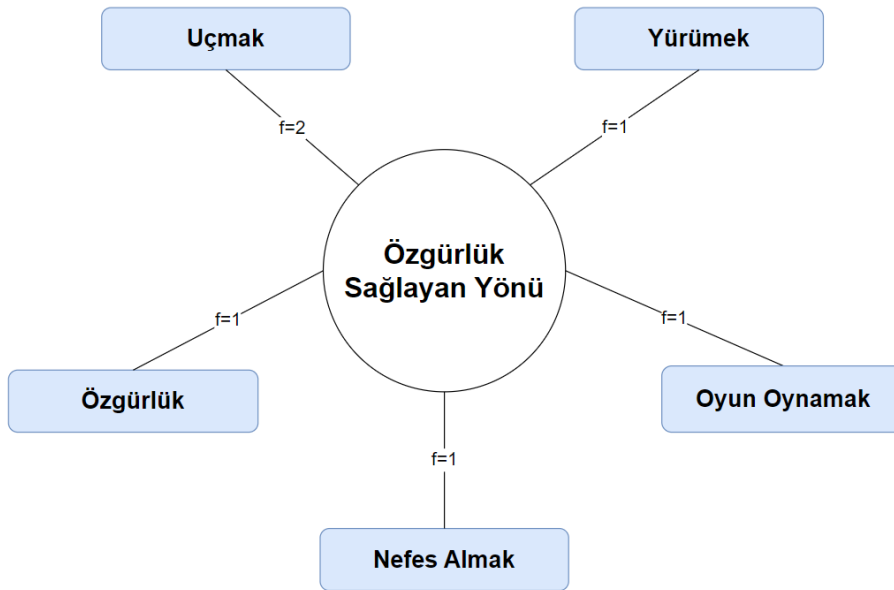 Uçmak
Yürümek
f=2
f=1
Özgürlük
Sağlayan Yönü
f=1
f=1
Özgürlük
Oyun Oynamak
f=1
Nefes Almak